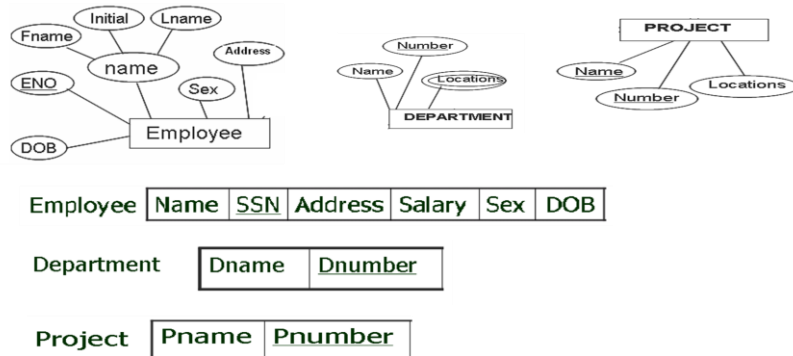 Initial
Lname
Fname
name
Address
ENO
Sex
Employee
DOB
Number
Name
Locations
DEPARTMENT
PROJECT
Name
Number
Locations
Employee Name SSN Address Salary Sex DOB
Department Dname Dnumber
Project Pname Pnumber